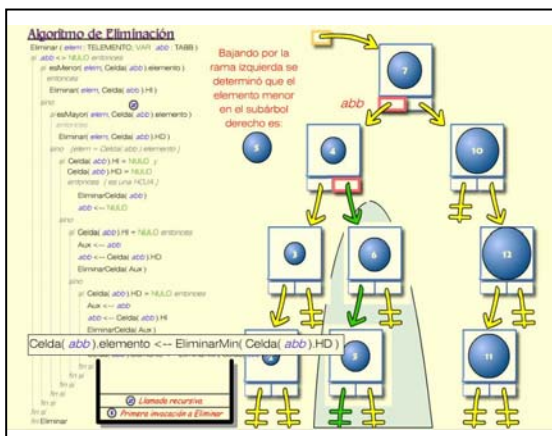 Algoritmo de Eliminación
Eliminar ( elem : TELEMENTO; VAR abb : TABB )
si abb <> NULO entonces
si esMenor( elem, Celda( abb ).elemento )
entonces
Eliminar( elem, Celda( abb ).HI )
sino
si esMayor( elem, Celda( abb ).elemento )
entonces
Eliminar( elem, Celda( abb ).HD )
sino {elem = Celda( abb ).elemento }
si Celda( abb ).HI = NULO y
Celda( abb ).HD = NULO
entonces { es una HOJA }
EliminarCelda( abb )
abb <-- NULO
sino
si Celda( abb ).HI = NULO entonces
Aux <-- abb
abb <-- Celda( abb ).HD
EliminarCelda( Aux )
sino
si Celda( abb ).HD = NULO entonces
Aux <-- abb
abb <-- Celda( abb ).HI
EliminarCelda( Aux )
Celda( abb ).elemento <-- EliminarMin( Celda( abb ).HD )
fin si
fin si
fin si
fin si
fin si
fin Eliminar
Llamada recursiva
Primera invocación a Eliminar
Bajando por la
rama izquierda se
determinó que el
elemento menor
en el subárbol
derecho es:
5
abb
7
4
10
3
6
12
2
5
11